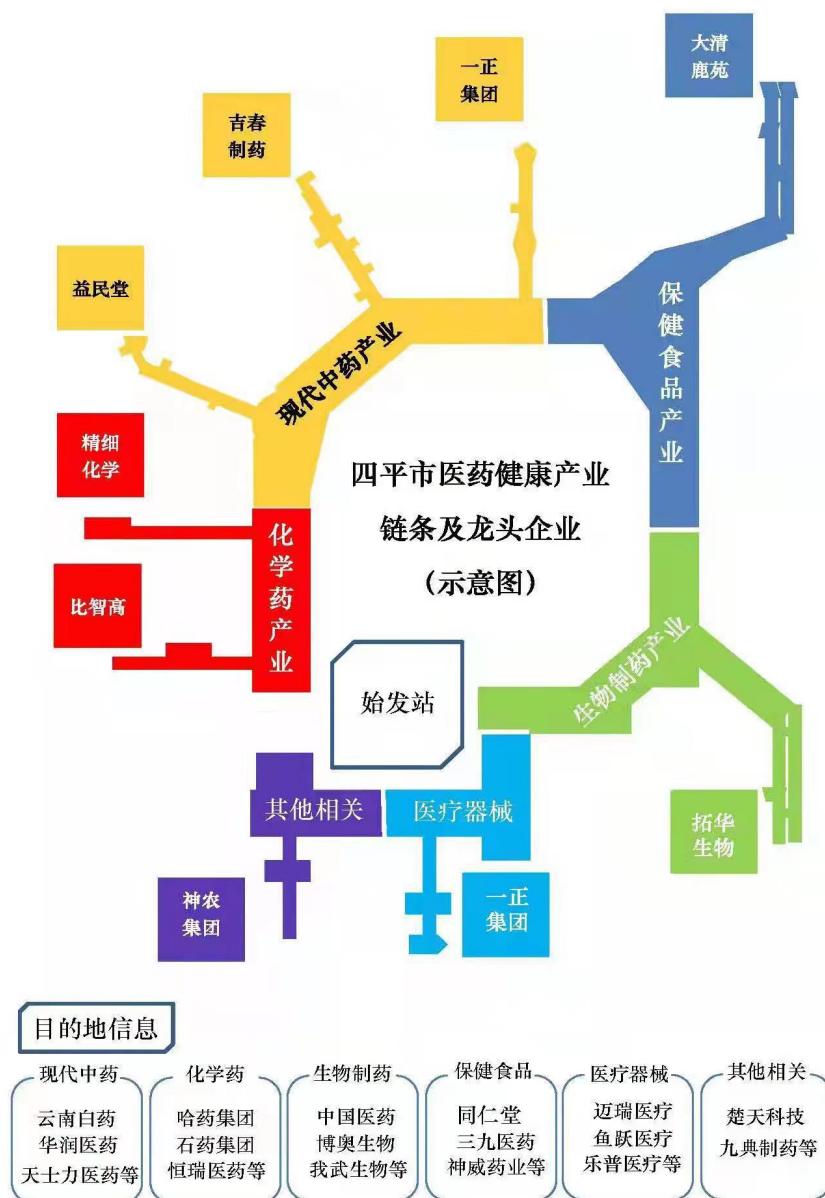 大清
鹿苑
一正
集团
吉春
制药
益民堂
现代中药产业
保健食品产业
精细
化学
化学药产业
比智高
四平市医药健康产业
链条及龙头企业
（示意图）
始发站
生物制药产业
其他相关
医疗器械
拓华
生物
神农
集团
一正
集团
目的地信息
现代中药
云南白药
华润医药
天士力医药等
化学药
哈药集团
石药集团
恒瑞医药等
生物制药
中国医药
博奥生物
我武生物等
保健食品
同仁堂
三九医药
神威药业等
医疗器械
迈瑞医疗
鱼跃医疗
乐普医疗等
其他相关
楚天科技
九典制药等